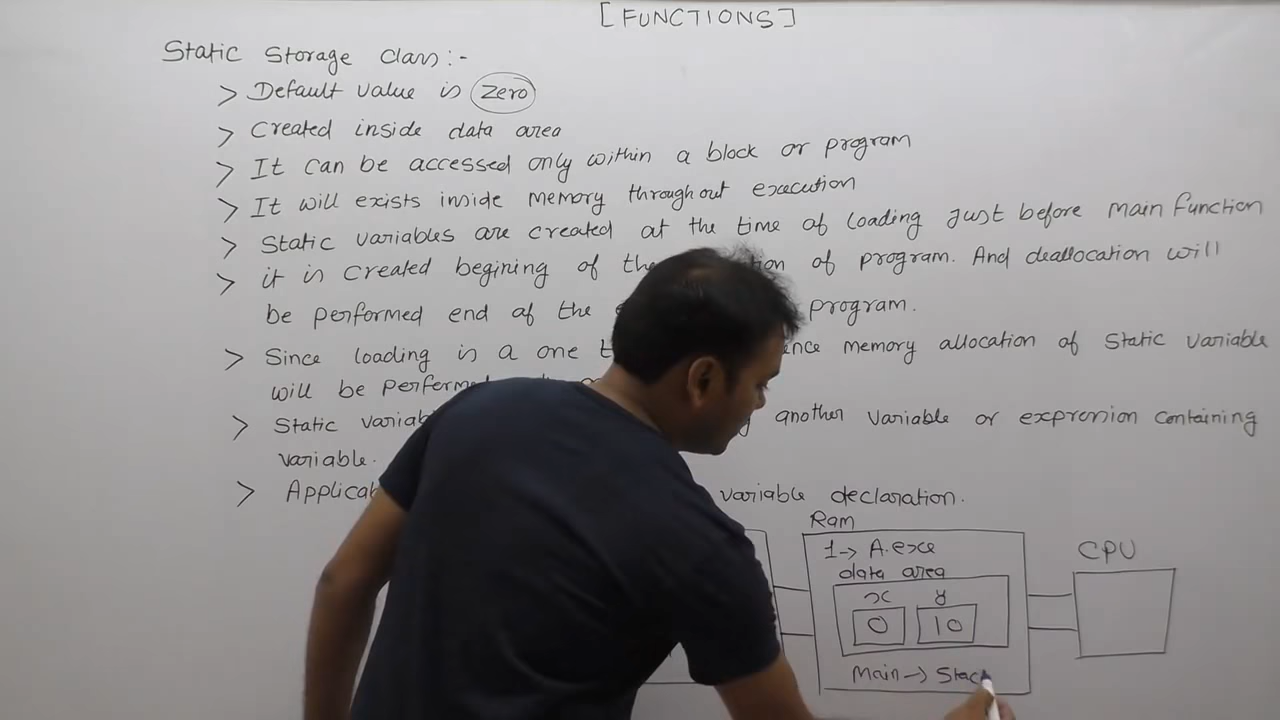 [FUNCTIONS]
Static Storage Class:-
> Default value is zero
> Created inside data area
> It can be accessed only within a block or program
> It will exists inside memory throughout execution
> Static variables are created at the time of loading just before main function
> it is created begining of the of program. And deallocation will
be performed end of the program.
> Since loading is a one memory allocation of static variable
will be performed
> Static another variable or expression containing
variable.
> variable declaration.
Ram
1-> A.exe
CPU
data area
x y
0 10
Main ->